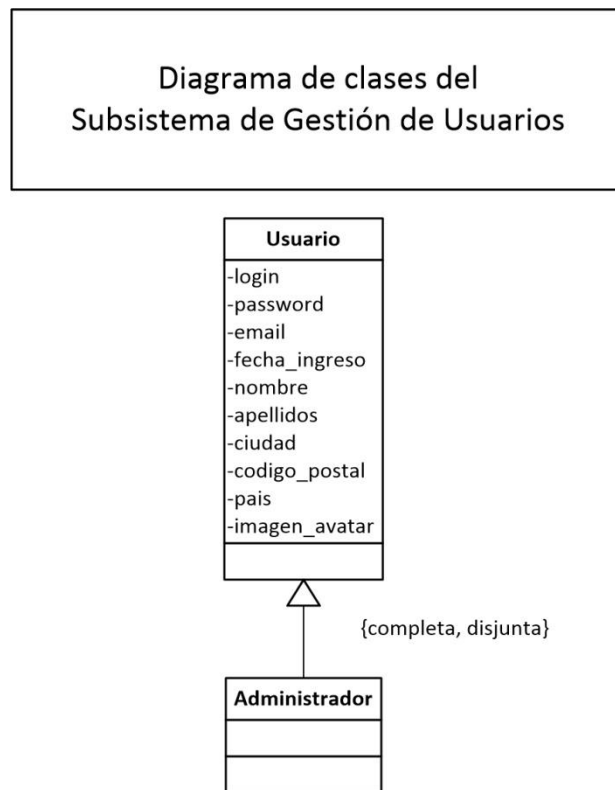 Diagrama de clases del
Subsistema de Gestión de Usuarios
Usuario
-login
-password
-email
-fecha_ingreso
-nombre
-apellidos
-ciudad
-codigo_postal
-pais
-imagen_avatar
{completa, disjunta}
Administrador